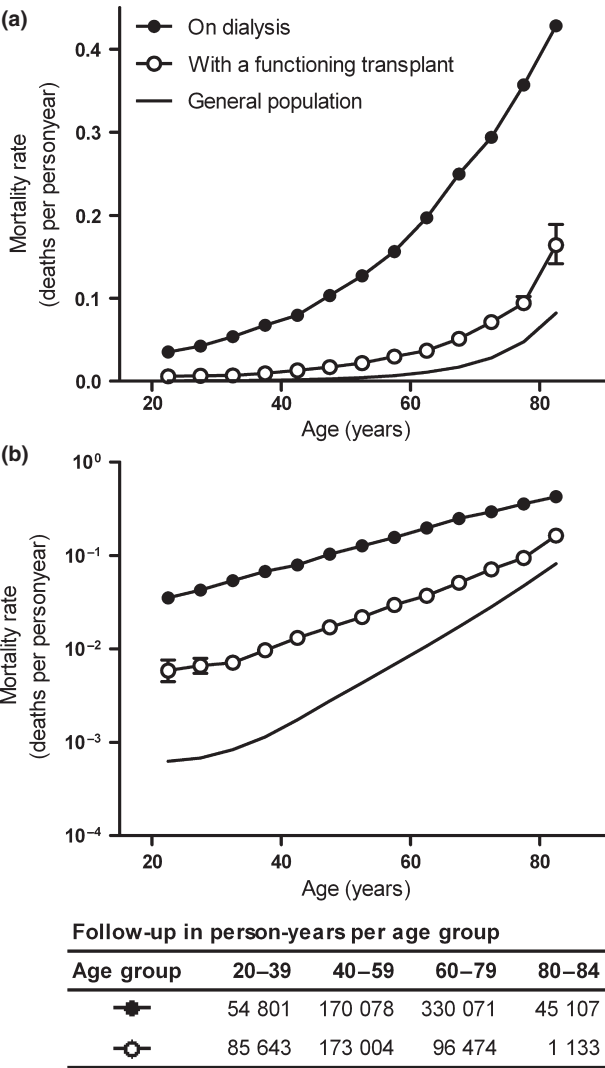 (a)
On dialysis
With a functioning transplant
General population
Mortality rate
(deaths per personyear)
0.4
0.3
0.2
0.1
0.0
20 40 60 80
Age (years)
(b)
Mortality rate
(deaths per personyear)
10⁰
10⁻¹
10⁻²
10⁻³
10⁻⁴
20 40 60 80
Age (years)
Follow-up in person-years per age group
Age group 20–39 40–59 60–79 80–84
54 801 170 078 330 071 45 107
85 643 173 004 96 474 1 133